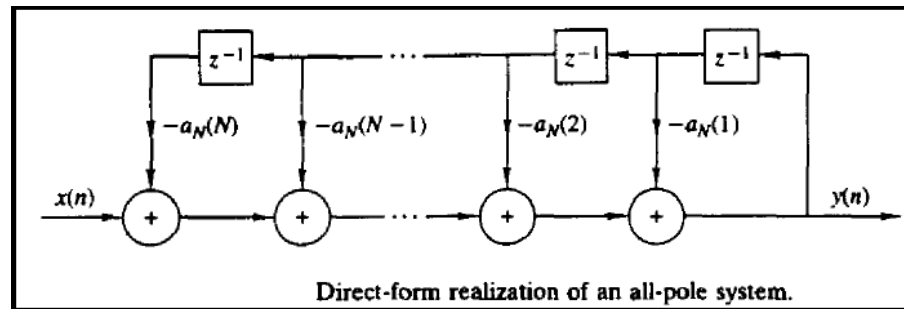 z⁻¹ ··· z⁻¹ z⁻¹
−a_N(N) −a_N(N − 1) −a_N(2) −a_N(1)
x(n) y(n)
+ + ··· + +
Direct-form realization of an all-pole system.